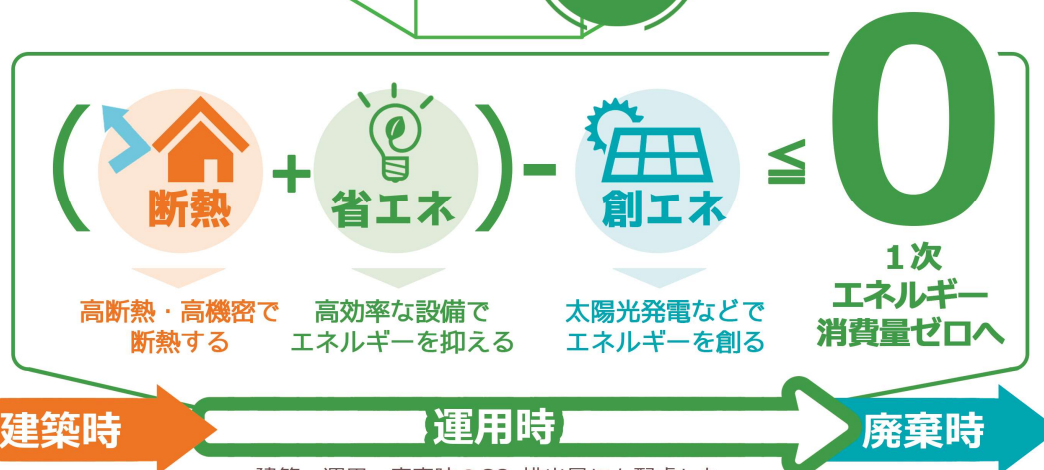 ( 断熱 + 省エネ ) - 創エネ ≦ 0
高断熱・高機密で
断熱する
高効率な設備で
エネルギーを抑える
太陽光発電などで
エネルギーを創る
1次
エネルギー
消費量ゼロへ
建築時
運用時
廃棄時